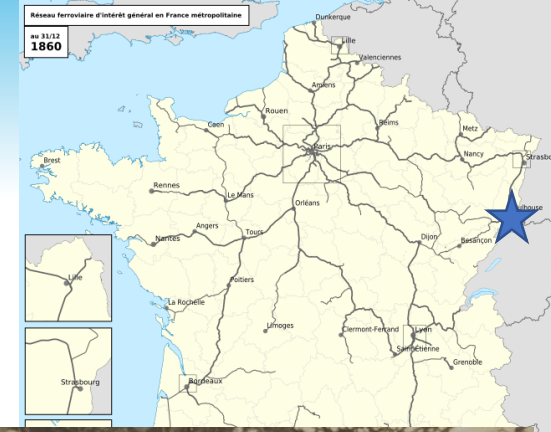 Réseau ferroviaire d'intérêt général en France métropolitaine
au 31/12
1860
Dunkerque
Lille
Valenciennes
Amiens
Rouen
Reims
Caen
Metz
Nancy
Paris
Strasbo
Brest
Rennes
Le Mans
Orléans
lhouse
Angers
Nantes
Tours
Dijon
Besançon
Poitiers
La Rochelle
Lille
Limoges
Clermont-Ferrand
Lyon
Saint-Étienne
Grenoble
Strasbourg
Bordeaux